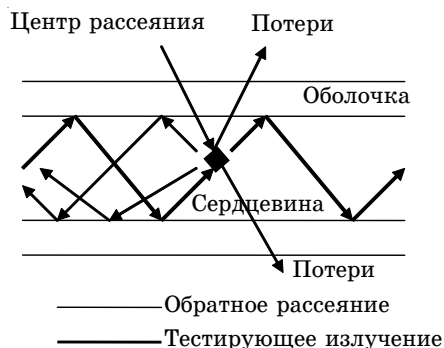 Центр рассеяния
Потери
Оболочка
Сердцевина
Потери
Обратное рассеяние
Тестирующее излучение